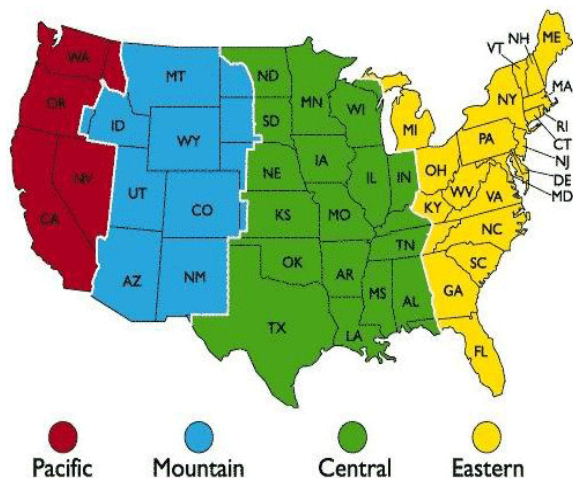 WA
OR
CA
NV
ID
MT
WY
UT
CO
AZ
NM
ND
SD
NE
KS
OK
TX
MN
IA
MO
AR
LA
WI
IL
IN
TN
MS
AL
MI
OH
KY
WV
VA
NC
SC
GA
FL
PA
NY
VT
NH
ME
MA
RI
CT
NJ
DE
MD
Pacific
Mountain
Central
Eastern